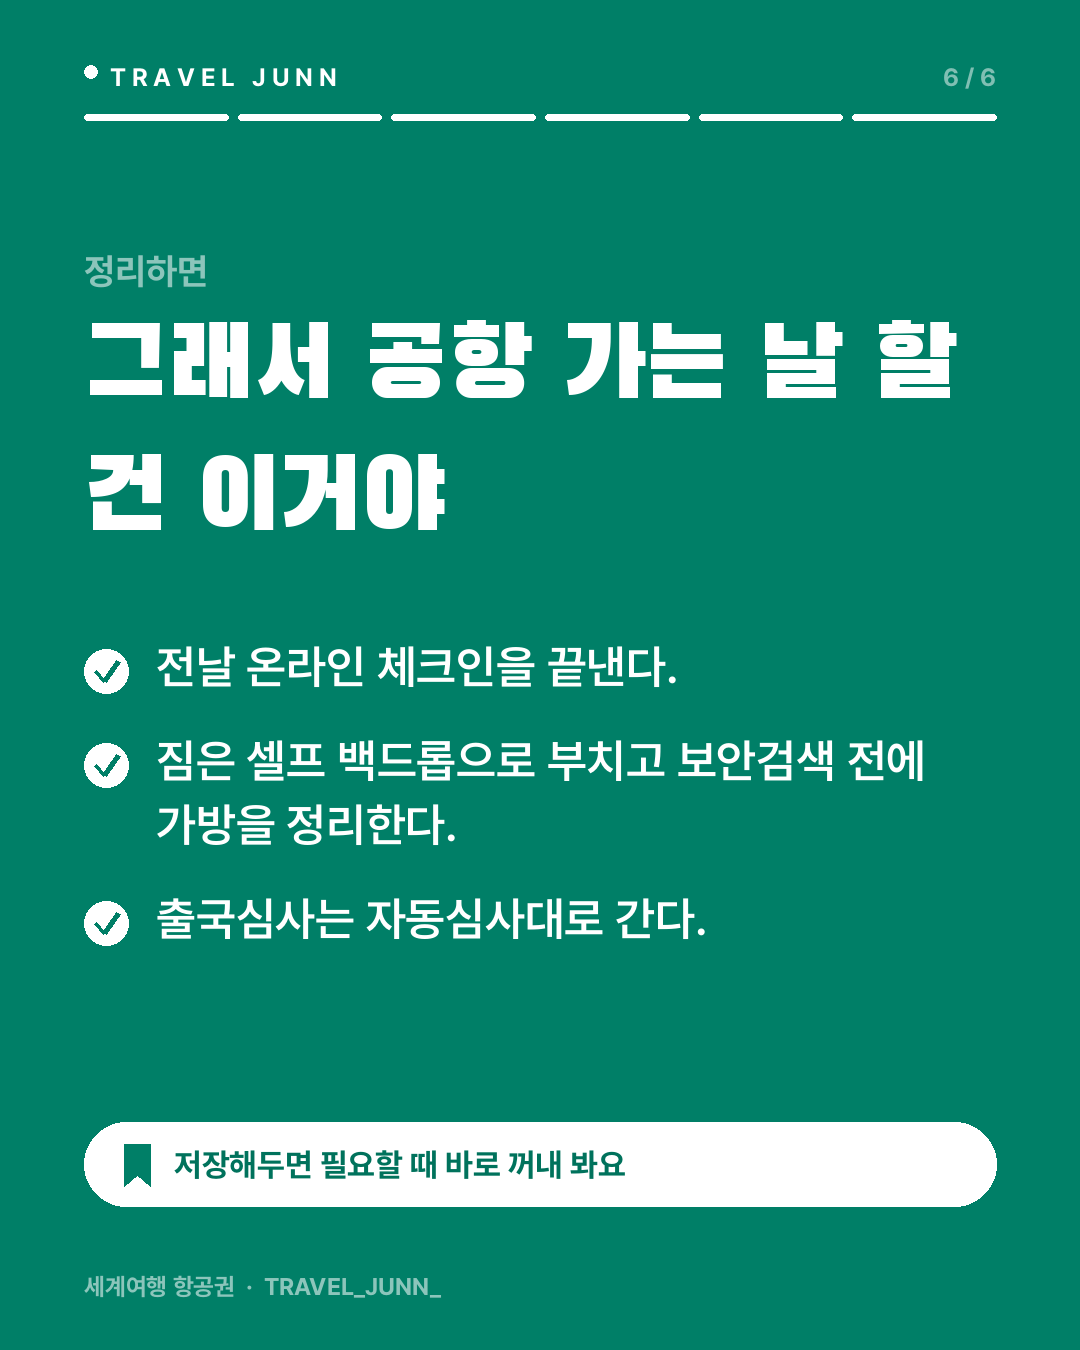 TRAVEL JUNN
6 / 6
정리하면
그래서 공항 가는 날 할
건 이거야
전날 온라인 체크인을 끝낸다.
짐은 셀프 백드롭으로 부치고 보안검색 전에
가방을 정리한다.
출국심사는 자동심사대로 간다.
저장해두면 필요할 때 바로 꺼내 봐요
세계여행 항공권 · TRAVEL_JUNN_